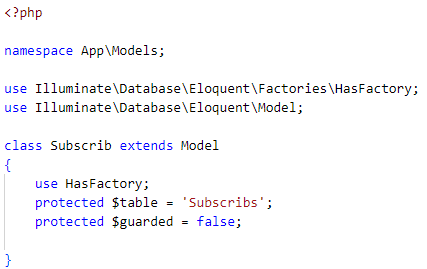 <?php
namespace App\Models;
use Illuminate\Database\Eloquent\Factories\HasFactory;
use Illuminate\Database\Eloquent\Model;
class Subscrib extends Model
{
    use HasFactory;
    protected $table = 'Subscribs';
    protected $guarded = false;
}